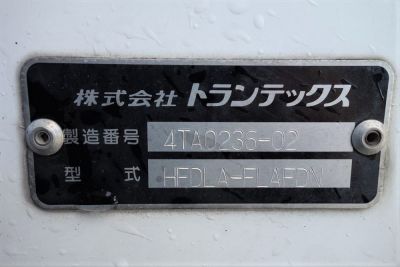 株式会社 トランテックス
製造番号 4TA0236-02
型式 HFDLA-FLAFDN